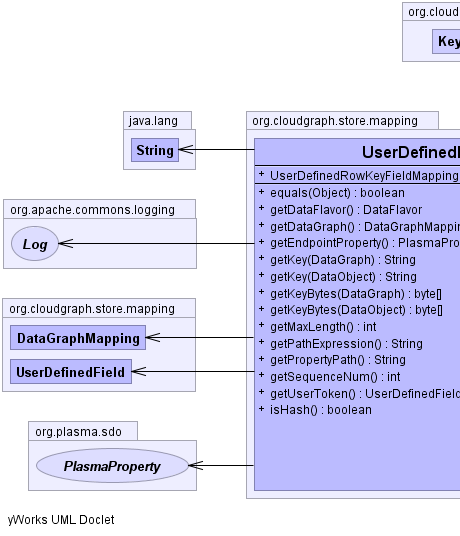 org.cloud
Key
java.lang
String
org.cloudgraph.store.mapping
UserDefinedR
+ UserDefinedRowKeyFieldMapping
+ equals(Object) : boolean
+ getDataFlavor() : DataFlavor
+ getDataGraph() : DataGraphMapping
+ getEndpointProperty() : PlasmaPro
+ getKey(DataGraph) : String
+ getKey(DataObject) : String
+ getKeyBytes(DataGraph) : byte[]
+ getKeyBytes(DataObject) : byte[]
+ getMaxLength() : int
+ getPathExpression() : String
+ getPropertyPath() : String
+ getSequenceNum() : int
+ getUserToken() : UserDefinedField
+ isHash() : boolean
org.apache.commons.logging
Log
org.cloudgraph.store.mapping
DataGraphMapping
UserDefinedField
org.plasma.sdo
PlasmaProperty
yWorks UML Doclet